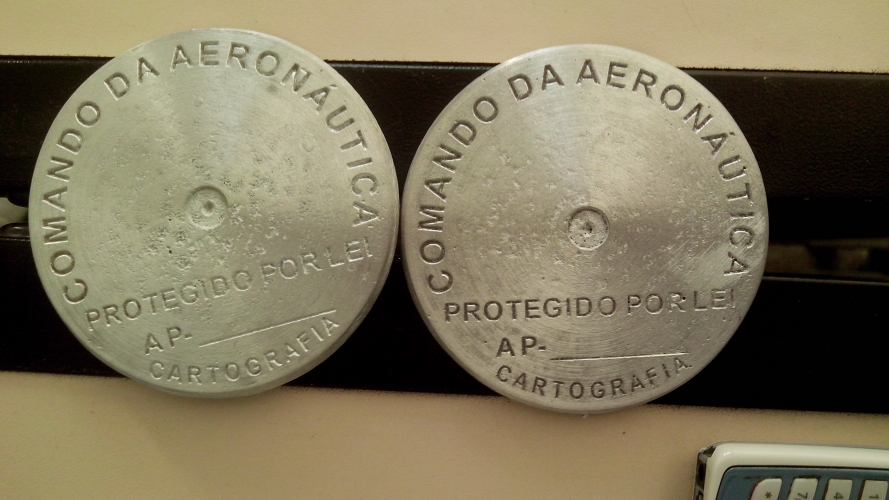 COMANDO DA AERONÁUTICA
PROTEGIDO POR LEI
AP-
CARTOGRAFIA
COMANDO DA AERONÁUTICA
PROTEGIDO POR LEI
AP-
CARTOGRAFIA